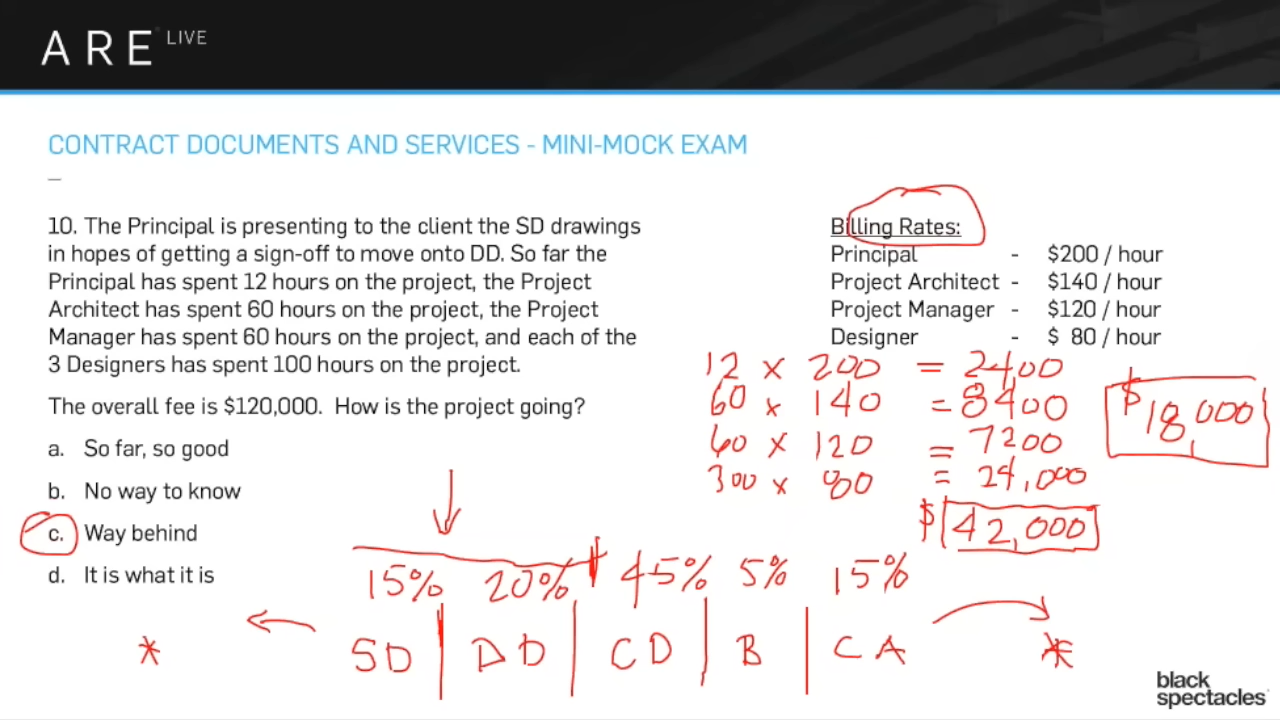 ARE LIVE
CONTRACT DOCUMENTS AND SERVICES - MINI-MOCK EXAM
10. The Principal is presenting to the client the SD drawings
in hopes of getting a sign-off to move onto DD. So far the
Principal has spent 12 hours on the project, the Project
Architect has spent 60 hours on the project, the Project
Manager has spent 60 hours on the project, and each of the
3 Designers has spent 100 hours on the project.
The overall fee is $120,000. How is the project going?
a. So far, so good
b. No way to know
c. Way behind
d. It is what it is
Billing Rates:
Principal - $200 / hour
Project Architect - $140 / hour
Project Manager - $120 / hour
Designer - $ 80 / hour
12 x 200 = 2400
60 x 140 = 8400
60 x 120 = 7200
300 x 80 = 24,000
$42,000
$18,000
15% 20% 45% 5% 15%
* SD DD CD B CA *
black
spectacles